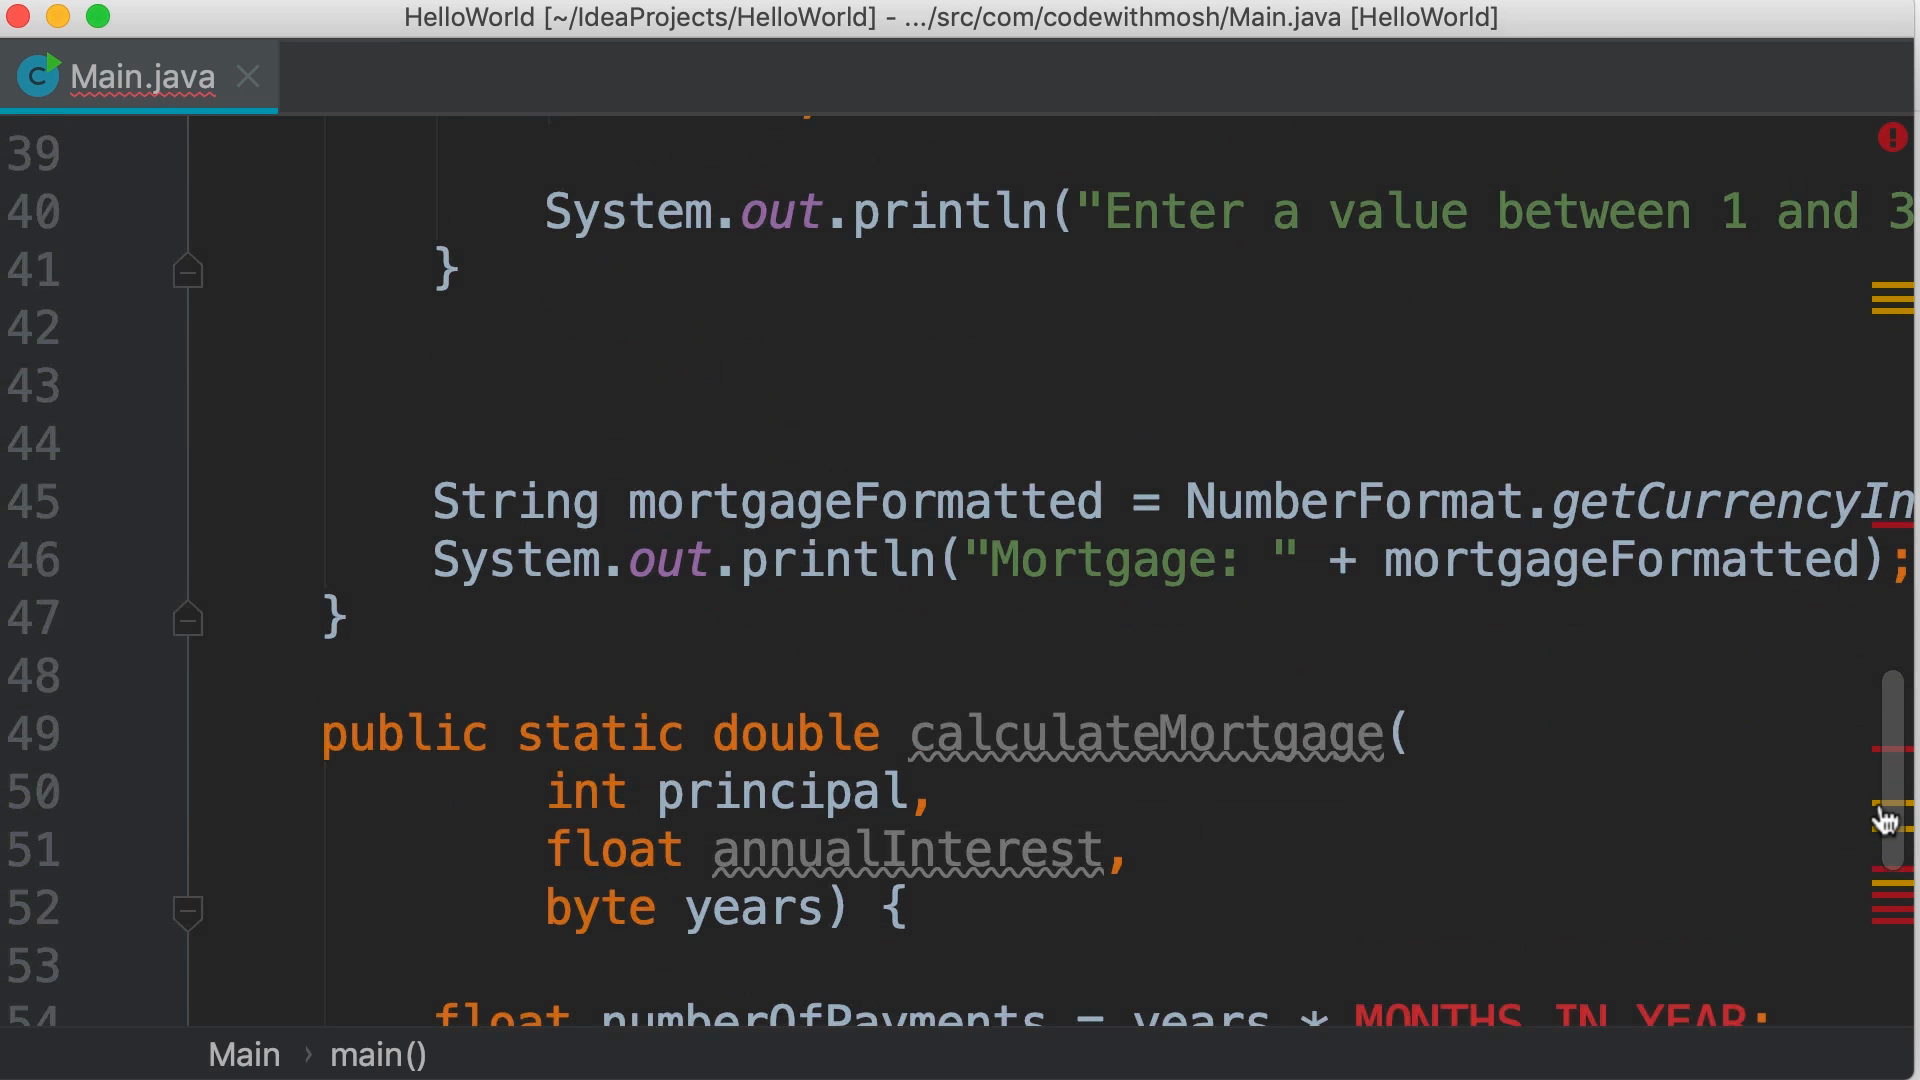 HelloWorld [~/IdeaProjects/HelloWorld] - .../src/com/codewithmosh/Main.java [HelloWorld]
C Main.java
39
40 System.out.println("Enter a value between 1 and 3
41 }
42
43
44
45 String mortgageFormatted = NumberFormat.getCurrencyIn
46 System.out.println("Mortgage: " + mortgageFormatted);
47 }
48
49 public static double calculateMortgage(
50 int principal,
51 float annualInterest,
52 byte years) {
53
54 float numberOfPayments = years * MONTHS_IN_YEAR;
Main › main()